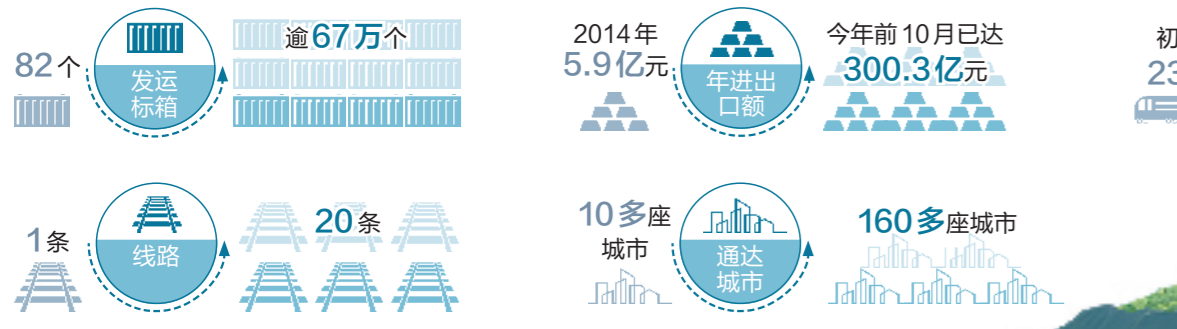 82个
发运
标箱
逾67万个
2014年
5.9亿元
年进出
口额
今年前10月已达
300.3亿元
初
23
1条
线路
20条
10多座
城市
通达
城市
160多座城市